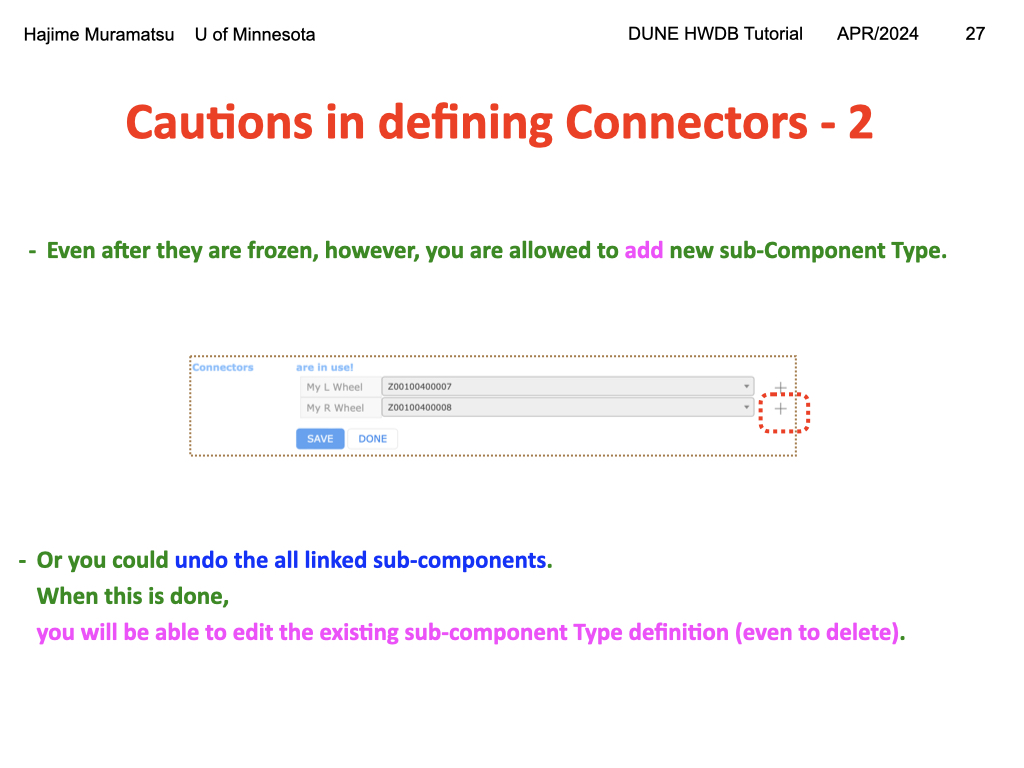 Hajime Muramatsu U of Minnesota DUNE HWDB Tutorial APR/2024 27
Cautions in defining Connectors - 2
- Even after they are frozen, however, you are allowed to add new sub-Component Type.
Connectors are in use!
My L Wheel Z00100400007 +
My R Wheel Z00100400008 +
SAVE DONE
- Or you could undo the all linked sub-components.
When this is done,
you will be able to edit the existing sub-component Type definition (even to delete).